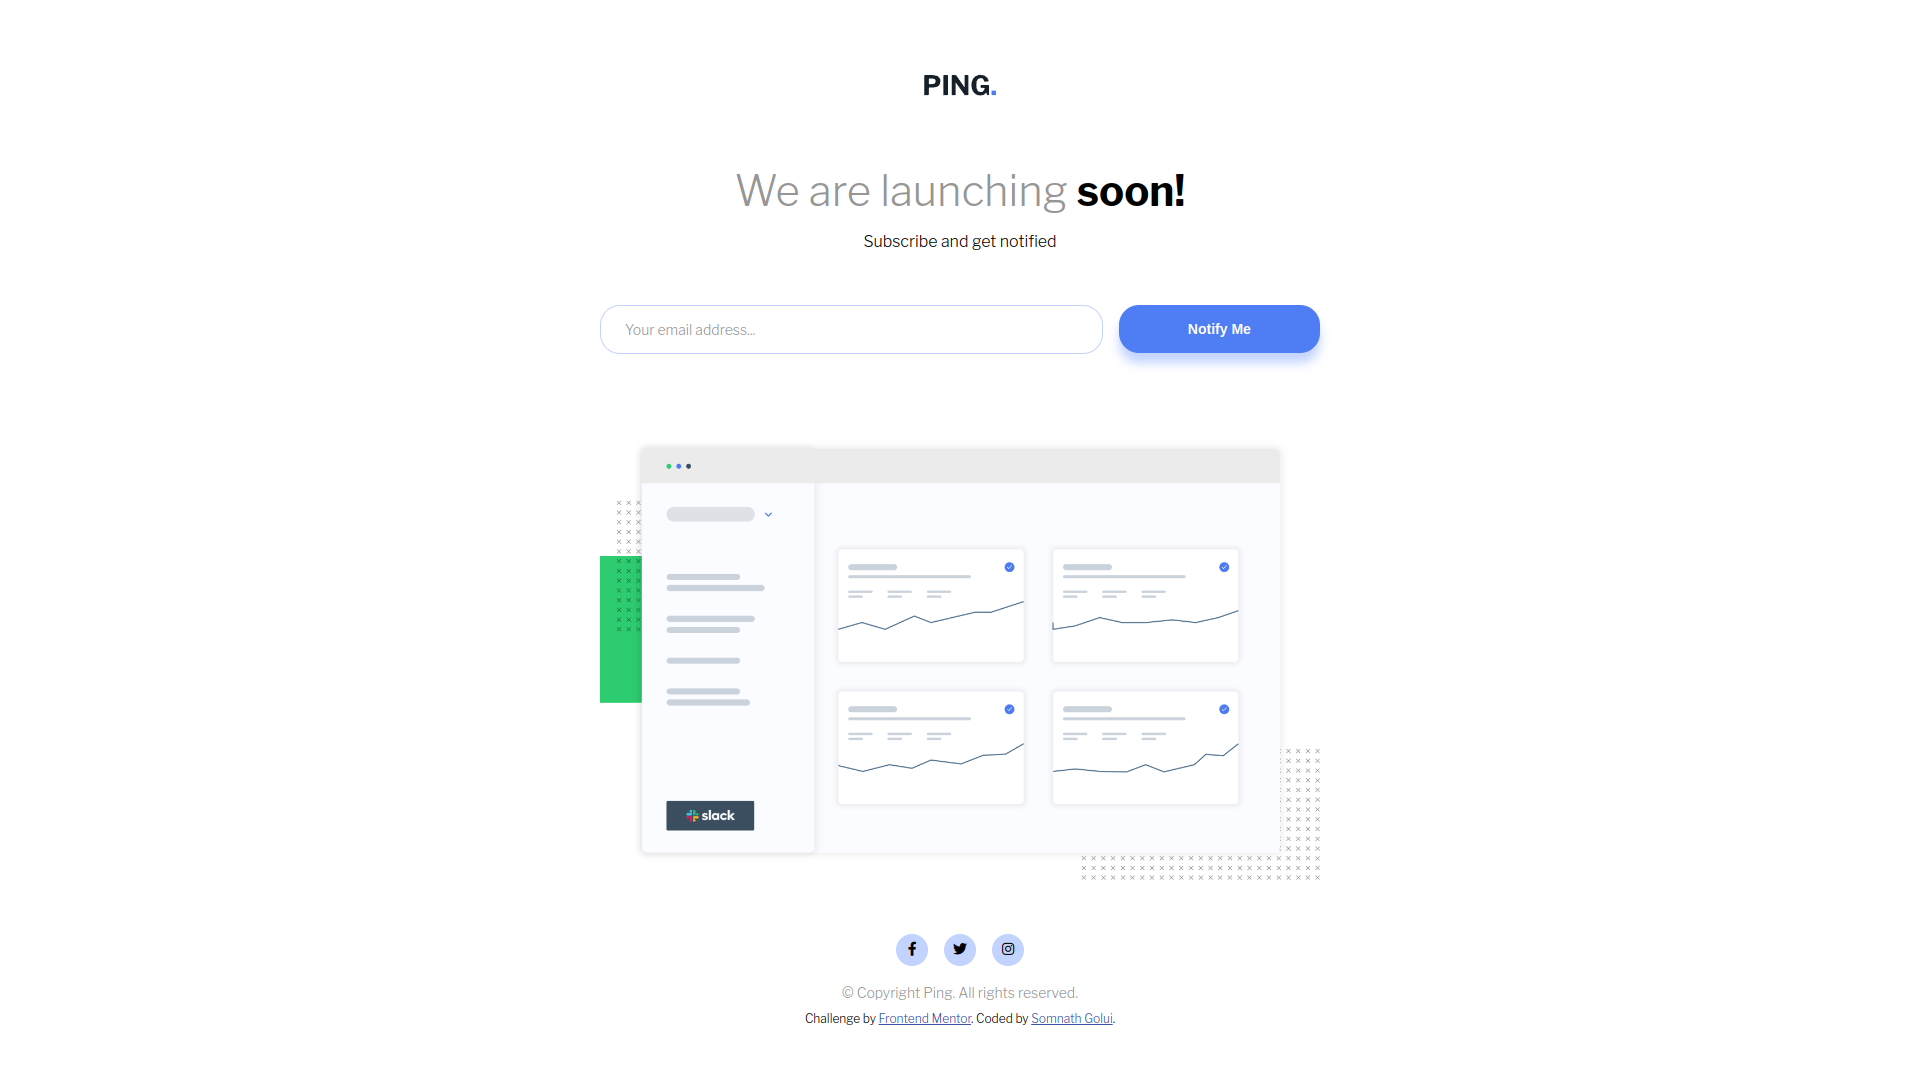 PING.
We are launching soon!
Subscribe and get notified
Your email address...
Notify Me
slack
© Copyright Ping. All rights reserved.
Challenge by Frontend Mentor. Coded by Somnath Golui.